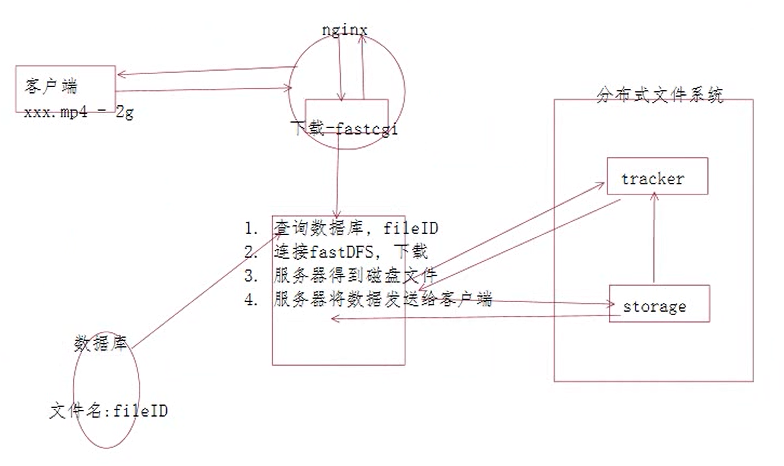 nginx
客户端
xxx.mp4 - 2g
下载-fastcgi
分布式文件系统
tracker
1. 查询数据库, fileID
2. 连接fastDFS, 下载
3. 服务器得到磁盘文件
4. 服务器将数据发送给客户端
storage
数据库
文件名:fileID